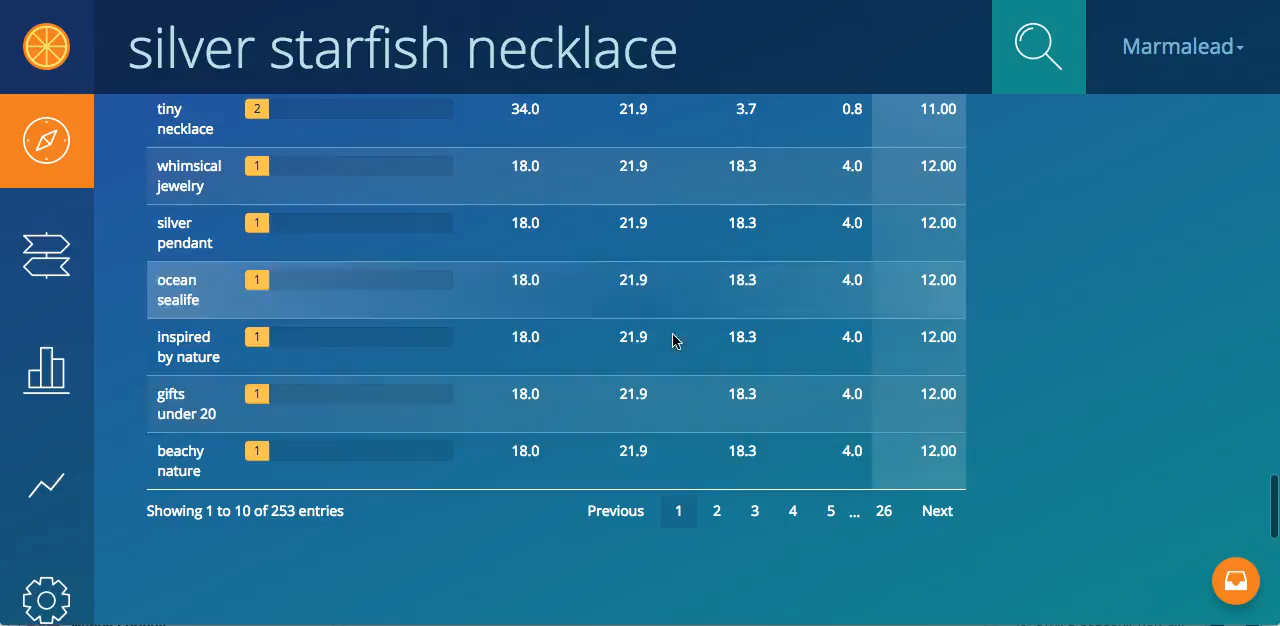 silver starfish necklace
Marmalead
tiny 2 34.0 21.9 3.7 0.8 11.00
necklace
whimsical 1 18.0 21.9 18.3 4.0 12.00
jewelry
silver 1 18.0 21.9 18.3 4.0 12.00
pendant
ocean 1 18.0 21.9 18.3 4.0 12.00
sealife
inspired 1 18.0 21.9 18.3 4.0 12.00
by nature
gifts 1 18.0 21.9 18.3 4.0 12.00
under 20
beachy 1 18.0 21.9 18.3 4.0 12.00
nature
Showing 1 to 10 of 253 entries Previous 1 2 3 4 5 ... 26 Next